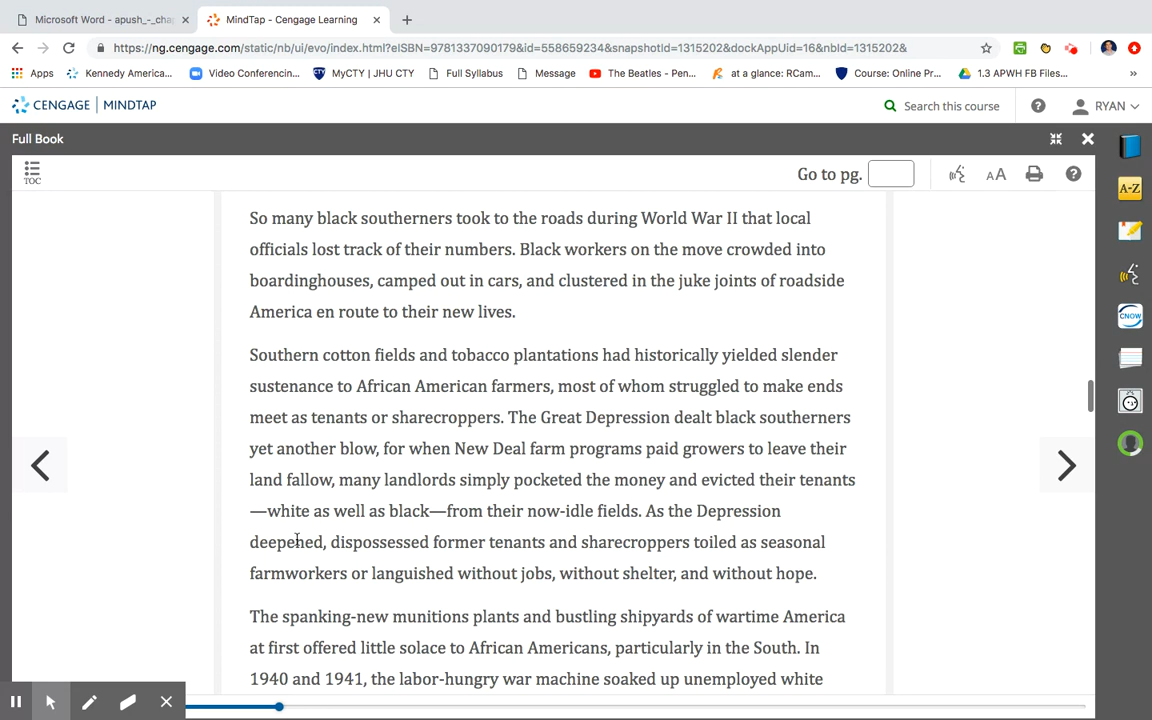 Microsoft Word - apush_-_cha
MindTap - Cengage Learning
https://ng.cengage.com/static/nb/ui/evo/index.html?eISBN=9781337090179&id=558659234&snapshotId=1315202&dockAppUid=16&nbId=1315202&
Apps
Kennedy America...
Video Conferencin...
CTY
MyCTY | JHU CTY
Full Syllabus
Message
The Beatles - Pen...
at a glance: RCam...
Course: Online Pr...
1.3 APWH FB Files...
»
CENGAGE | MINDTAP
Search this course
RYAN
Full Book
TOC
Go to pg.
AA
A-Z
So many black southerners took to the roads during World War II that local
officials lost track of their numbers. Black workers on the move crowded into
boardinghouses, camped out in cars, and clustered in the juke joints of roadside
America en route to their new lives.
Southern cotton fields and tobacco plantations had historically yielded slender
sustenance to African American farmers, most of whom struggled to make ends
meet as tenants or sharecroppers. The Great Depression dealt black southerners
yet another blow, for when New Deal farm programs paid growers to leave their
land fallow, many landlords simply pocketed the money and evicted their tenants
—white as well as black—from their now-idle fields. As the Depression
deepened, dispossessed former tenants and sharecroppers toiled as seasonal
farmworkers or languished without jobs, without shelter, and without hope.
The spanking-new munitions plants and bustling shipyards of wartime America
at first offered little solace to African Americans, particularly in the South. In
1940 and 1941, the labor-hungry war machine soaked up unemployed white
CNOW